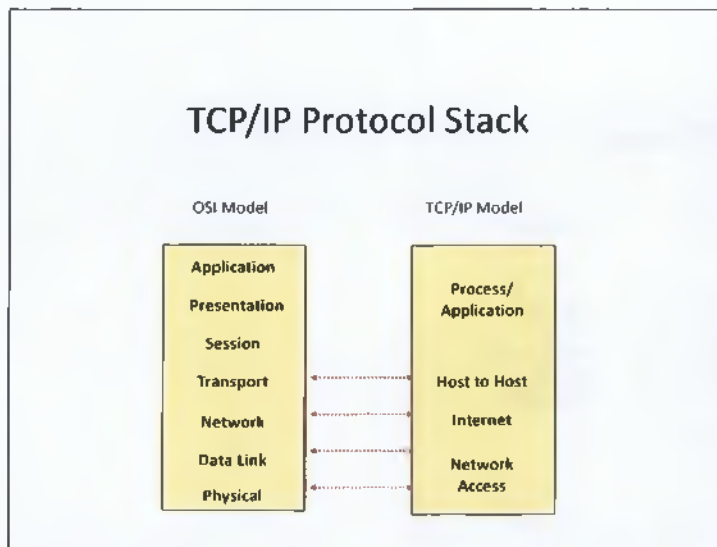 TCP/IP Protocol Stack
OSI Model
TCP/IP Model
Application
Presentation
Session
Transport
Network
Data Link
Physical
Process/
Application
Host to Host
Internet
Network
Access